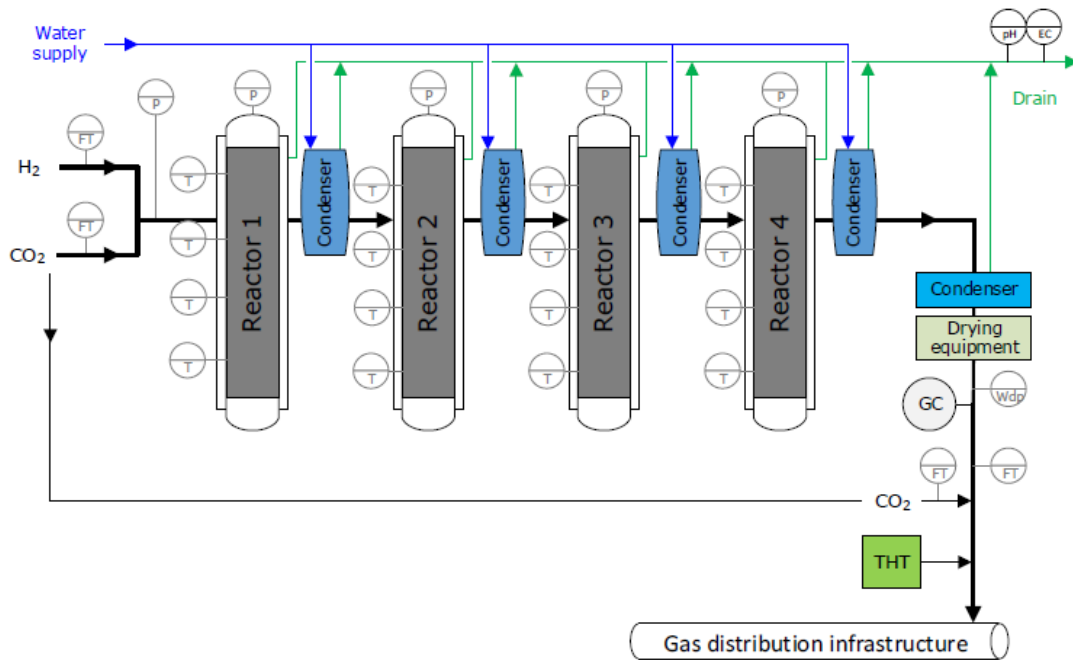 Water
supply
pH
EC
Drain
P
P
P
P
P
FT
H₂
FT
CO₂
T
T
T
T
Reactor 1
Condenser
T
T
T
T
Reactor 2
Condenser
T
T
T
T
Reactor 3
Condenser
T
T
T
T
Reactor 4
Condenser
Condenser
Drying
equipment
GC
Wdp
FT
FT
CO₂
THT
Gas distribution infrastructure